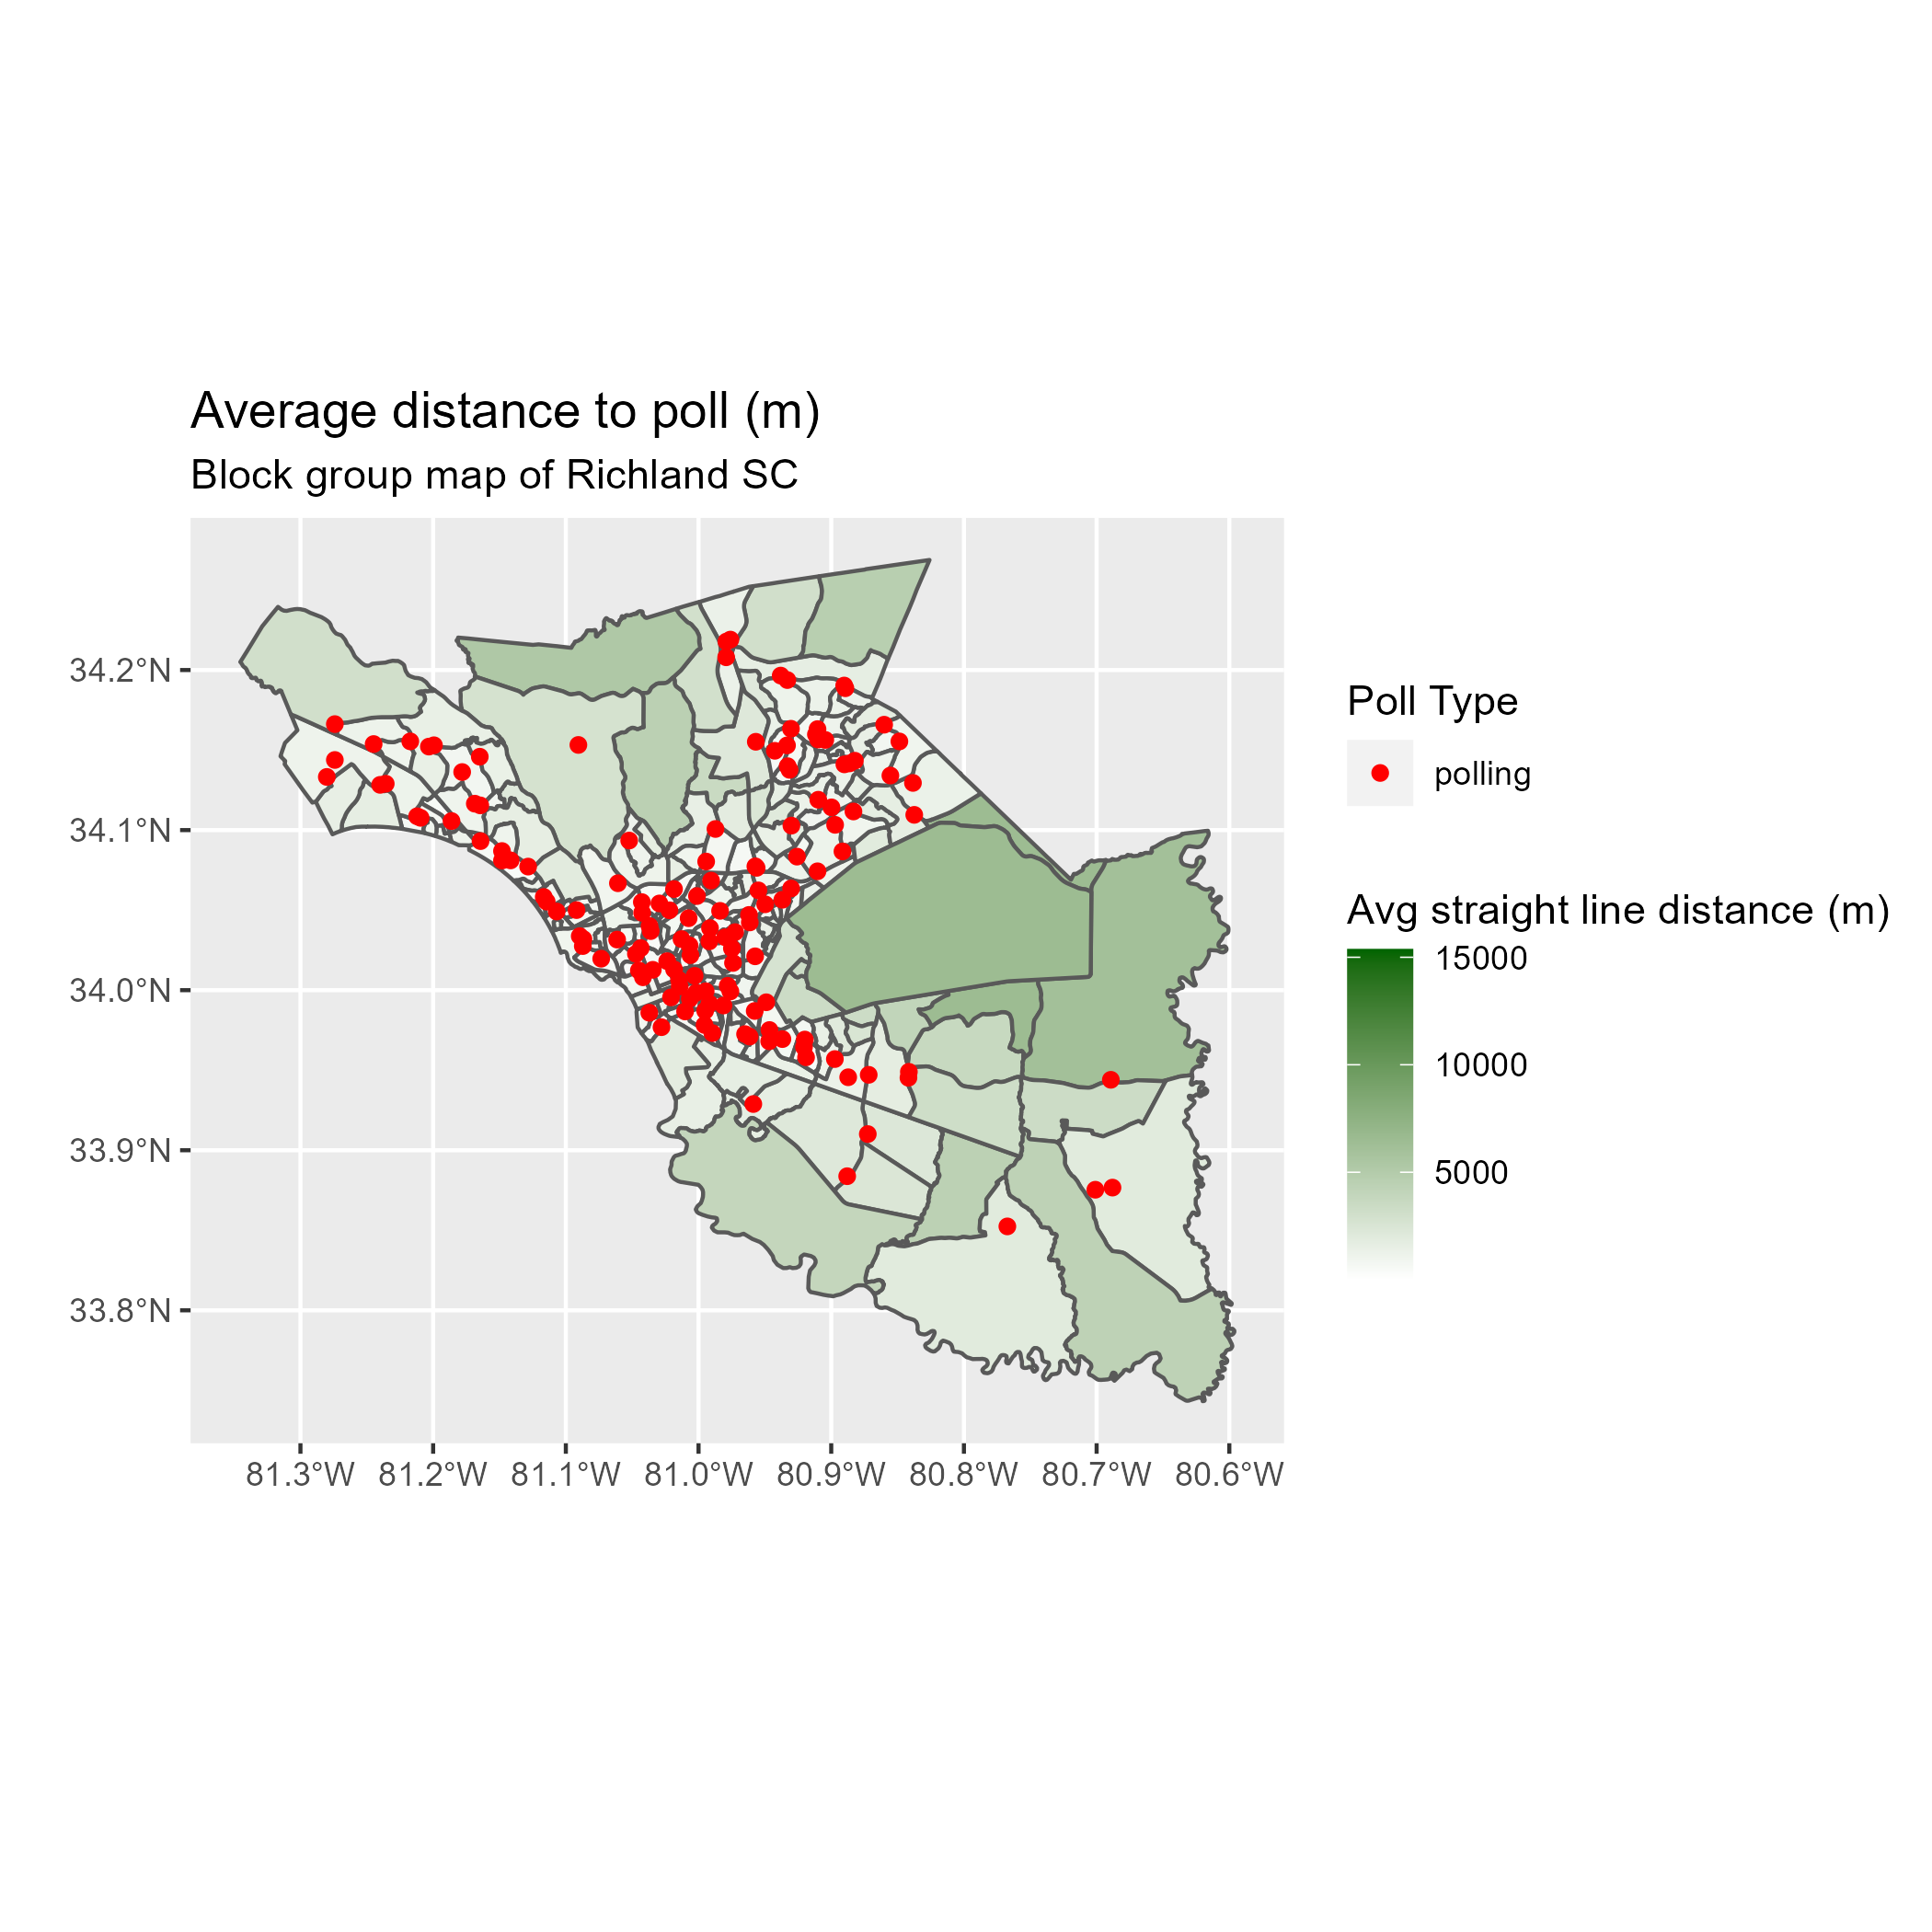 Average distance to poll (m)
Block group map of Richland SC
34.2°N
34.1°N
34.0°N
33.9°N
33.8°N
81.3°W 81.2°W 81.1°W 81.0°W 80.9°W 80.8°W 80.7°W 80.6°W
Poll Type
polling
Avg straight line distance (m)
15000
10000
5000